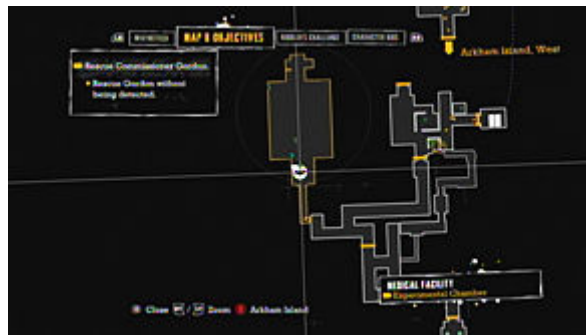 MAP & OBJECTIVES
RIDDLER'S CHALLENGE
CHARACTER BIOS
Arkham Island, West
Rescue Commissioner Gordon.
Rescue Gordon without
being detected.
MEDICAL FACILITY
Experimental Chamber
Close
/
Zoom
Arkham Island